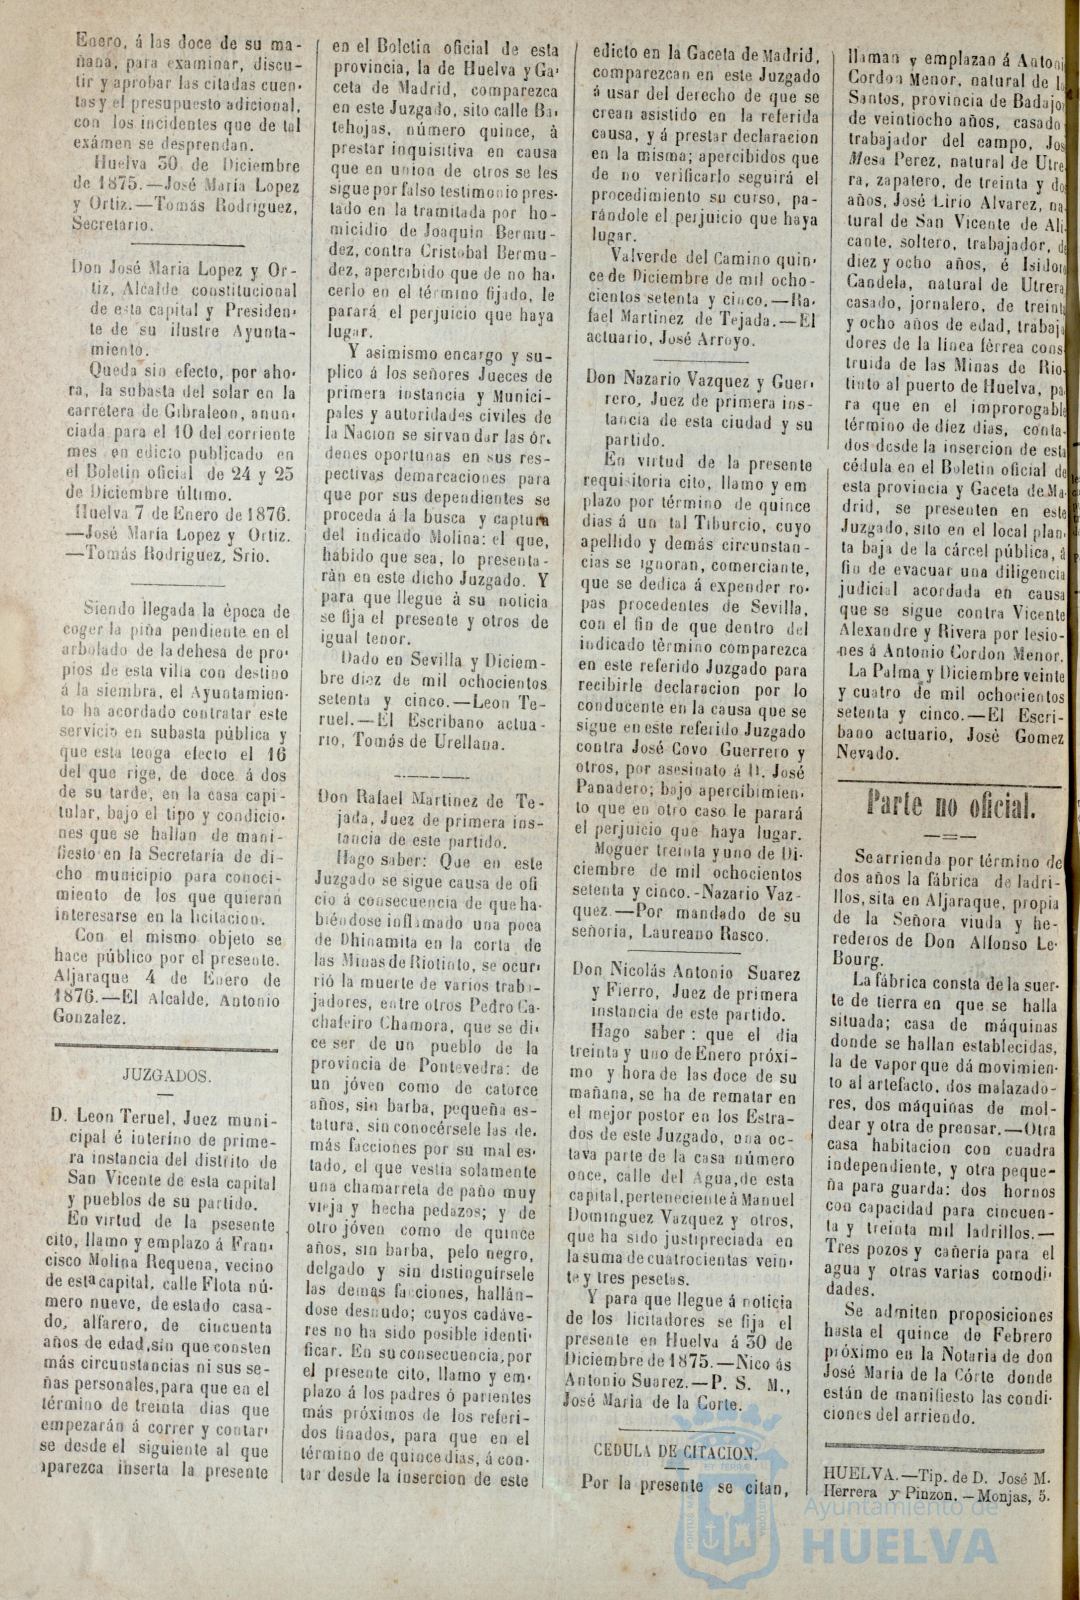 Enero, á las doce de su ma-
ñana, para examinar, discu-
tir y aprobar las citadas cuen-
tas y el presupuesto adicional,
con los incidentes que de tal
exámen se desprendan.
Huelva 30 de Diciembre
de 1875.—José María Lopez
y Ortiz.—Tomás Rodriguez,
Secretario.
Don José Maria Lopez y Or-
tiz, Alcalde constitucional
de esta capital y Presiden-
te de su ilustre Ayunta-
miento.
Queda sin efecto, por aho-
ra, la subasta del solar en la
carretera de Gibraleon, anun-
ciada para el 10 del corriente
mes en edicto publicado en
el Boletin oficial de 24 y 25
de Diciembre último.
Huelva 7 de Enero de 1876.
—José María Lopez y Ortiz.
—Tomás Rodriguez, Srio.
Siendo llegada la época de
coger la piña pendiente en el
arbolado de la dehesa de pro-
pios de esta villa con destino
á la siembra, el Ayuntamien-
to ha acordado contratar este
servicio en subasta pública y
que esta tenga efecto el 16
del que rige, de doce á dos
de su tarde, en la casa capi-
tular, bajo el tipo y condicio-
nes que se hallan de mani-
fiesto en la Secretaría de di-
cho municipio para conoci-
miento de los que quieran
interesarse en la licitacion.
Con el mismo objeto se
hace público por el presente.
Aljaraque 4 de Enero de
1876.—El Alcalde, Antonio
Gonzalez.
JUZGADOS.
D. Leon Teruel, Juez muni-
cipal é interino de prime-
ra instancia del distrito de
San Vicente de esta capital
y pueblos de su partido.
En virtud de la psesente
cito, llamo y emplazo á Fran-
cisco Molina Requena, vecino
de esta capital, calle Flota nú-
mero nueve, de estado casa-
do, alfarero, de cincuenta
años de edad, sin que consten
más circunstancias ni sus se-
ñas personales, para que en el
término de treinta dias que
empezarán á correr y contar-
se desde el siguiente al que
aparezca inserta la presente
en el Boletin oficial de esta
provincia, la de Huelva y Ga-
ceta de Madrid, comparezca
en este Juzgado, sito calle Ba-
tehojas, número quince, á
prestar inquisitiva en causa
que en union de otros se les
sigue por falso testimonio pres-
tado en la tramitada por ho-
micidio de Joaquin Bermu-
dez, contra Cristobal Bermu-
dez, apercibido que de no ha-
cerlo en el término fijado, le
parará el perjuicio que haya
lugar.
Y asimismo encargo y su-
plico á los señores Jueces de
primera instancia y Munici-
pales y autoridades civiles de
la Nacion se sirvan dar las ór-
denes oportunas en sus res-
pectivas demarcaciones para
que por sus dependientes se
proceda á la busca y captura
del indicado Molina: el que,
habido que sea, lo presenta-
rán en este dicho Juzgado. Y
para que llegue á su noticia
se fija el presente y otros de
igual tenor.
Dado en Sevilla y Diciem-
bre diez de mil ochocientos
setenta y cinco.—Leon Te-
ruel.—El Escribano actua-
rio, Tomás de Urellana.
Don Rafael Martinez de Te-
jada, Juez de primera ins-
tancia de este partido.
Hago saber: Que en este
Juzgado se sigue causa de ofi
cio á consecuencia de que ha-
biéndose inflamado una poca
de Dhinamita en la corta de
las Minas de Riotinto, se ocur-
rió la muerte de varios traba-
jadores, entre otros Pedro Ca-
chafeiro Chamora, que se di-
ce ser de un pueblo de la
provincia de Pontevedra: de
un jóven como de catorce
años, sin barba, pequeña es-
tatura, sin conocérsele las de-
más facciones por su mal es-
tado, el que vestia solamente
una chamarreta de paño muy
vieja y hecha pedazos; y de
otro jóven como de quince
años, sin barba, pelo negro,
delgado y sin distinguírsele
las demas facciones, hallán-
dose desnudo; cuyos cadáve-
res no ha sido posible identi-
ficar. En su consecuencia, por
el presente cito, llamo y em-
plazo á los padres ó parientes
más próximos de los referi-
dos finados, para que en el
término de quince dias, á con-
tar desde la insercion de este
edicto en la Gaceta de Madrid,
comparezcan en este Juzgado
á usar del derecho de que se
crean asistido en la referida
causa, y á prestar declaracion
en la misma; apercibidos que
de no verificarlo seguirá el
procedimiento su curso, pa-
rándole el perjuicio que haya
lugar.
Valverde del Camino quin-
ce de Diciembre de mil ocho-
cientos setenta y cinco.—Ra-
fael Martinez de Tejada.—El
actuario, José Arroyo.
Don Nazario Vazquez y Guer-
rero, Juez de primera ins-
tancia de esta ciudad y su
partido.
En virtud de la presente
requisitoria cito, llamo y em
plazo por término de quince
dias á un tal Tiburcio, cuyo
apellido y demás circunstan-
cias se ignoran, comerciante,
que se dedica á expender ro-
pas procedentes de Sevilla,
con el fin de que dentro del
indicado término comparezca
en este referido Juzgado para
recibirle declaracion por lo
conducente en la causa que se
sigue en este referido Juzgado
contra José Covo Guerrero y
otros, por asesinato á D. José
Panadero; bajo apercibimien-
to que en otro caso le parará
el perjuicio que haya lugar.
Moguer treinta y uno de Di-
ciembre de mil ochocientos
setenta y cinco.-Nazario Vaz-
quez.—Por mandado de su
señoria, Laureano Rasco.
Don Nicolás Antonio Suarez
y Fierro, Juez de primera
instancia de este partido.
Hago saber: que el dia
treinta y uno de Enero próxi-
mo y hora de las doce de su
mañana, se ha de rematar en
el mejor postor en los Estra-
dos de este Juzgado, una oc-
tava parte de la casa número
once, calle del Agua, de esta
capital, perteneciente á Manuel
Dominguez Vazquez y otros,
que ha sido justipreciada en
la suma de cuatrocientas vein-
te y tres pesetas.
Y para que llegue á noticia
de los licitadores se fija el
presente en Huelva á 30 de
Diciembre de 1875.—Nico ás
Antonio Suarez.—P. S. M.,
José Maria de la Corte.
CEDULA DE CITACION.
Por la presente se citan,
llaman y emplazan á Antoni
Gordon Menor, natural de lo
Santos, provincia de Badajo
de veintiocho años, casado
trabajador del campo, Jos
Mesa Perez, natural de Utre-
ra, zapatero, de treinta y do
años, José Lirio Alvarez, na-
tural de San Vicente de Ali-
cante, soltero, trabajador, de
diez y ocho años, é Isidoro
Candela, natural de Utrera,
casado, jornalero, de treinta
y ocho años de edad, trabaja
dores de la línea férrea cons-
truida de las Minas de Rio-
tinto al puerto de Huelva, pa-
ra que en el improrogable
término de diez dias, conta-
dos desde la insercion de esta
cédula en el Boletin oficial de
esta provincia y Gaceta de Ma-
drid, se presenten en este
Juzgado, sito en el local plan-
ta baja de la cárcel pública, á
fin de evacuar una diligencia
judicial acordada en causa
que se sigue contra Vicente
Alexandre y Rivera por lesio-
nes á Antonio Gordon Menor.
La Palma y Diciembre veinte
y cuatro de mil ochocientos
setenta y cinco.—El Escri-
bano actuario, José Gomez
Nevado.
Parte no oficial.
Se arrienda por término de
dos años la fábrica de ladri-
llos, sita en Aljaraque, propia
de la Señora viuda y he-
rederos de Don Alfonso Le
Bourg.
La fábrica consta de la suer-
te de tierra en que se halla
situada; casa de máquinas
donde se hallan establecidas,
la de vapor que dá movimien-
to al artefacto, dos malazado-
res, dos máquinas de mol-
dear y otra de prensar.—Otra
casa habitacion con cuadra
independiente, y otra peque-
ña para guarda: dos hornos
con capacidad para cincuen-
ta y treinta mil ladrillos.—
Tres pozos y cañería para el
agua y otras varias comodi-
dades.
Se admiten proposiciones
hasta el quince de Febrero
próximo en la Notaria de don
José María de la Córte donde
están de manifiesto las condi-
ciones del arriendo.
HUELVA.—Tip. de D. José M.
Herrera y Pinzon.—Monjas, 5.
Ayuntamiento de
HUELVA